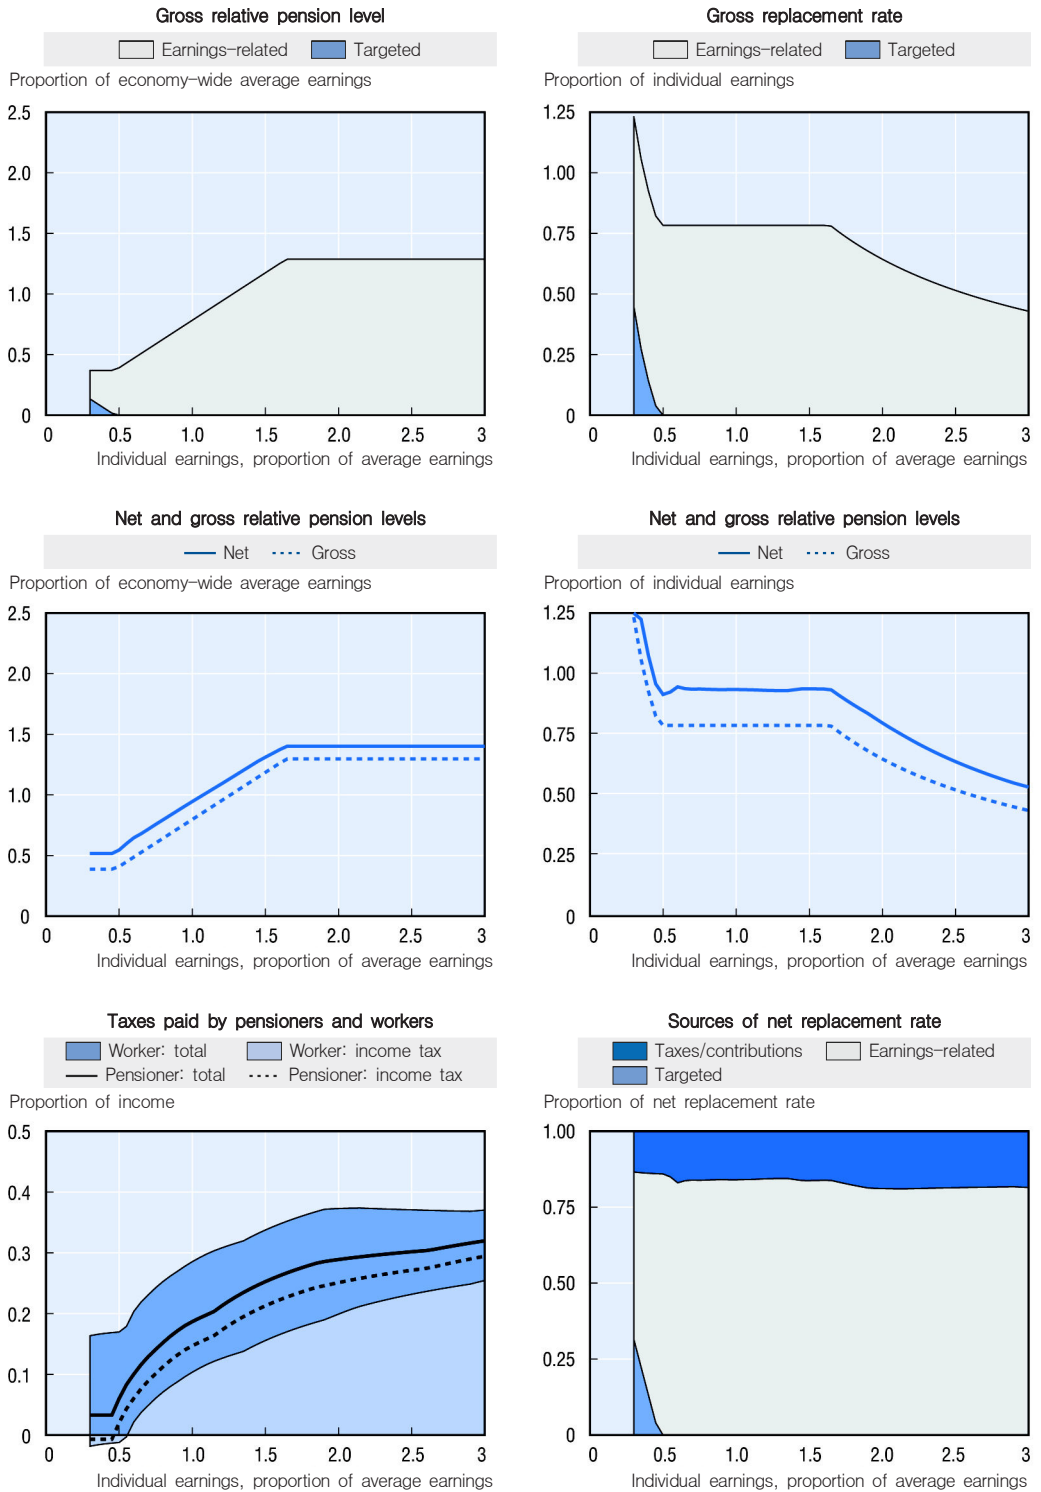 Gross relative pension level
Earnings-related Targeted
Proportion of economy-wide average earnings
2.5
2.0
1.5
1.0
0.5
0
0 0.5 1.0 1.5 2.0 2.5 3
Individual earnings, proportion of average earnings
Gross replacement rate
Earnings-related Targeted
Proportion of individual earnings
1.25
1.00
0.75
0.50
0.25
0
0 0.5 1.0 1.5 2.0 2.5 3
Individual earnings, proportion of average earnings
Net and gross relative pension levels
Net Gross
Proportion of economy-wide average earnings
2.5
2.0
1.5
1.0
0.5
0
0 0.5 1.0 1.5 2.0 2.5 3
Individual earnings, proportion of average earnings
Net and gross relative pension levels
Net Gross
Proportion of individual earnings
1.25
1.00
0.75
0.50
0.25
0
0 0.5 1.0 1.5 2.0 2.5 3
Individual earnings, proportion of average earnings
Taxes paid by pensioners and workers
Worker: total Worker: income tax
Pensioner: total Pensioner: income tax
Proportion of income
0.5
0.4
0.3
0.2
0.1
0
0 0.5 1.0 1.5 2.0 2.5 3
Individual earnings, proportion of average earnings
Sources of net replacement rate
Taxes/contributions Earnings-related
Targeted
Proportion of net replacement rate
1.00
0.75
0.50
0.25
0
0 0.5 1.0 1.5 2.0 2.5 3
Individual earnings, proportion of average earnings